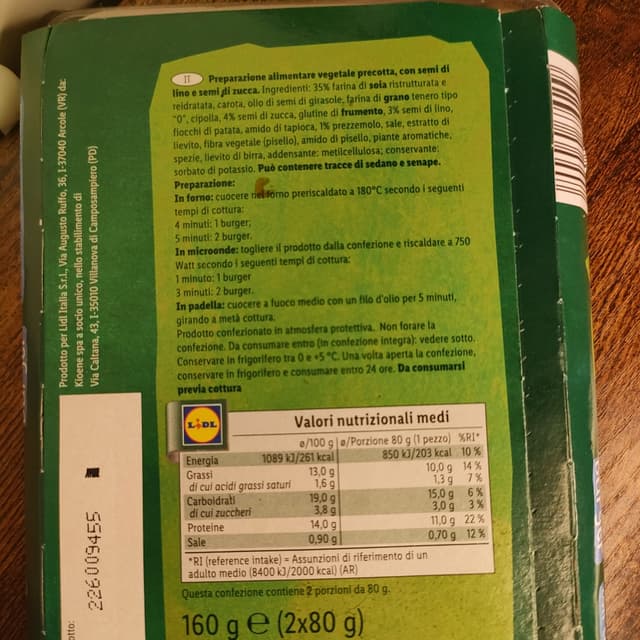 IT Preparazione alimentare vegetale precotta, con semi di
lino e semi di zucca. Ingredienti: 35% farina di soia ristrutturata e
reidratata, carota, olio di semi di girasole, farina di grano tenero tipo
"0", cipolla, 4% semi di zucca, glutine di frumento, 3% semi di lino,
fiocchi di patata, amido di tapioca, 1% prezzemolo, sale, estratto di
lievito, fibra vegetale (pisello), amido di pisello, piante aromatiche,
spezie, lievito di birra, addensante: metilcellulosa; conservante:
sorbato di potassio. Può contenere tracce di sedano e senape.
Preparazione:
In forno: cuocere nel forno preriscaldato a 180°C secondo i seguenti
tempi di cottura:
4 minuti: 1 burger;
5 minuti: 2 burger.
In microonde: togliere il prodotto dalla confezione e riscaldare a 750
Watt secondo i seguenti tempi di cottura:
1 minuto: 1 burger
3 minuti: 2 burger.
In padella: cuocere a fuoco medio con un filo d'olio per 5 minuti,
girando a metà cottura.
Prodotto confezionato in atmosfera protettiva. Non forare la
confezione. Da consumare entro (in confezione integra): vedere sotto.
Conservare in frigorifero tra 0 e +5 °C. Una volta aperta la confezione,
conservare in frigorifero e consumare entro 24 ore. Da consumarsi
previa cottura
LIDL
Valori nutrizionali medi
ø/100 g ø/Porzione 80 g (1 pezzo) %RI*
Energia 1089 kJ/261 kcal 850 kJ/203 kcal 10 %
Grassi 13,0 g 10,0 g 14 %
di cui acidi grassi saturi 1,6 g 1,3 g 7 %
Carboidrati 19,0 g 15,0 g 6 %
di cui zuccheri 3,8 g 3,0 g 3 %
Proteine 14,0 g 11,0 g 22 %
Sale 0,90 g 0,70 g 12 %
*RI (reference intake) = Assunzioni di riferimento di un
adulto medio (8400 kJ/2000 kcal) (AR)
Questa confezione contiene 2 porzioni da 80 g.
160 g e (2x80 g)
Prodotto per Lidl Italia S.r.l., Via Augusto Ruffo, 36, I-37040 Arcole (VR) da:
Kioene spa a socio unico, nello stabilimento di
Via Caltana, 43, I-35010 Villanova di Camposampiero (PD)
226009455